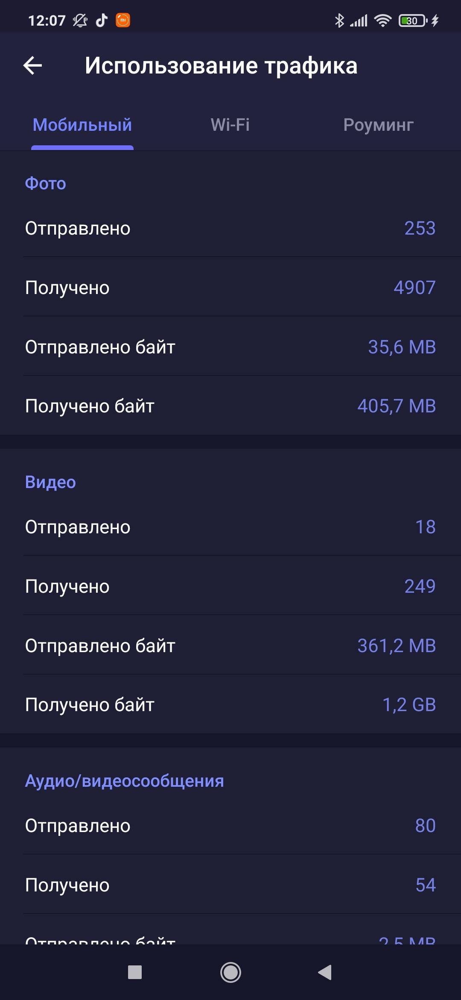 12:07
30
Использование трафика
Мобильный
Wi-Fi
Роуминг
Фото
Отправлено 253
Получено 4907
Отправлено байт 35,6 MB
Получено байт 405,7 MB
Видео
Отправлено 18
Получено 249
Отправлено байт 361,2 MB
Получено байт 1,2 GB
Аудио/видеосообщения
Отправлено 80
Получено 54
Отправлено байт 2,5 MB